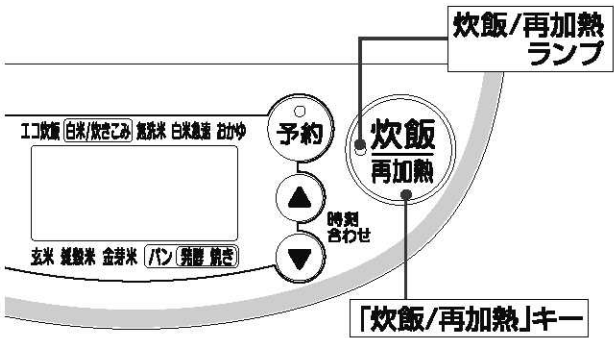 炊飯/再加熱
ランプ
エコ炊飯 白米/炊きこみ 無洗米 白米急速 おかゆ
予約
炊飯
再加熱
時刻
合わせ
玄米 雑穀米 金芽米 パン 発酵 焼き
「炊飯/再加熱」キー